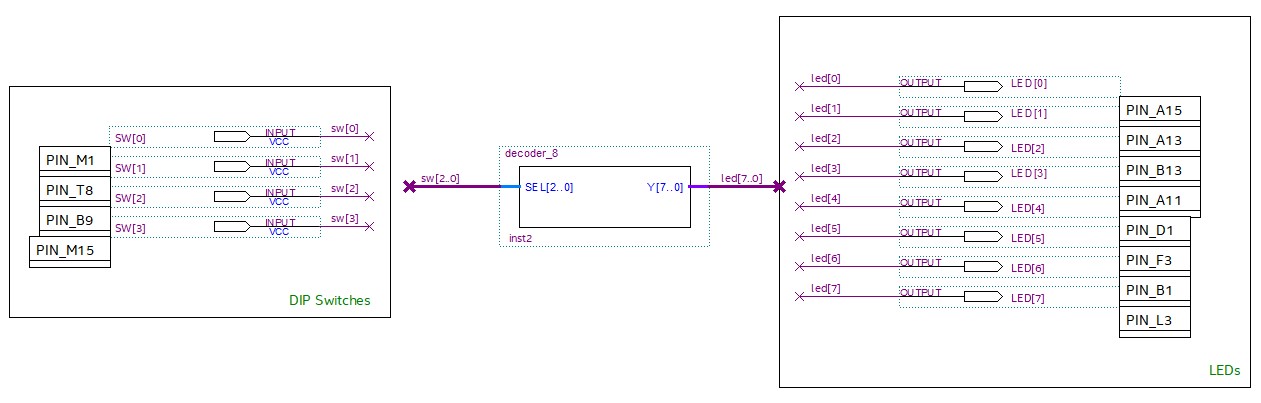 SW[0]
INPUT
VCC
sw[0]
PIN_M1
SW[1]
INPUT
VCC
sw[1]
PIN_T8
SW[2]
INPUT
VCC
sw[2]
PIN_B9
SW[3]
INPUT
VCC
sw[3]
PIN_M15
DIP Switches
decoder_8
sw[2..0]
SEL[2..0]
Y[7..0]
led[7..0]
inst2
led[0]
OUTPUT
LED[0]
PIN_A15
led[1]
OUTPUT
LED[1]
PIN_A13
led[2]
OUTPUT
LED[2]
PIN_B13
led[3]
OUTPUT
LED[3]
PIN_A11
led[4]
OUTPUT
LED[4]
PIN_D1
led[5]
OUTPUT
LED[5]
PIN_F3
led[6]
OUTPUT
LED[6]
PIN_B1
led[7]
OUTPUT
LED[7]
PIN_L3
LEDs